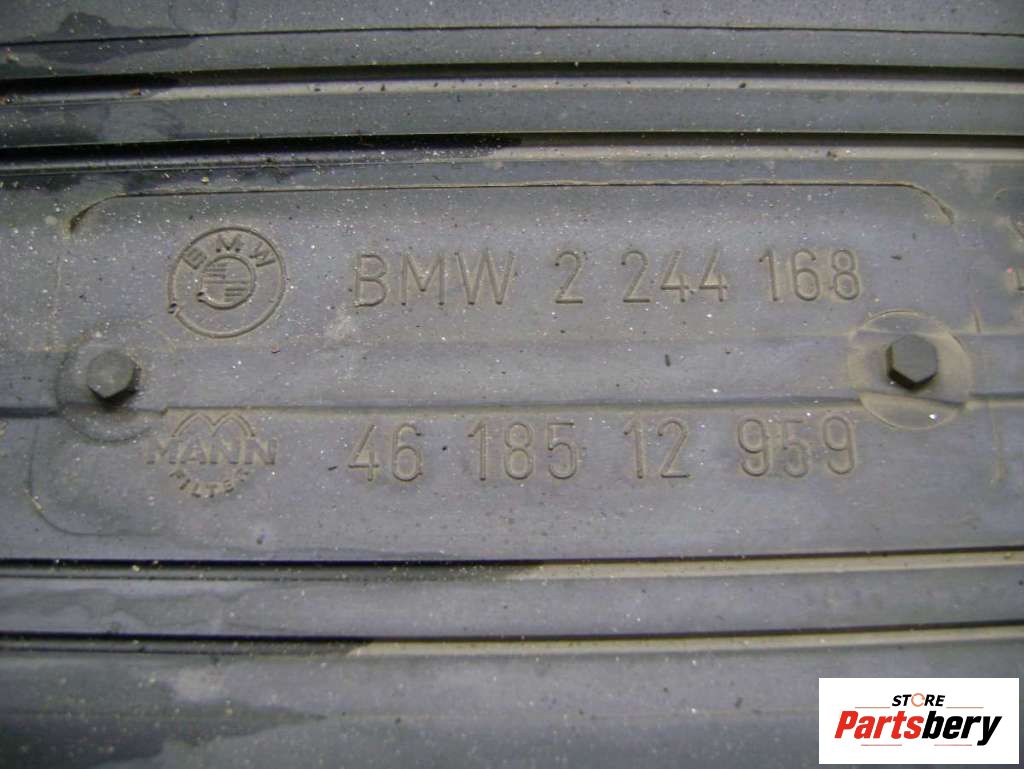 BMW
BMW 2 244 168
MANN
FILTER
46 185 12 959
STORE
Partsbery